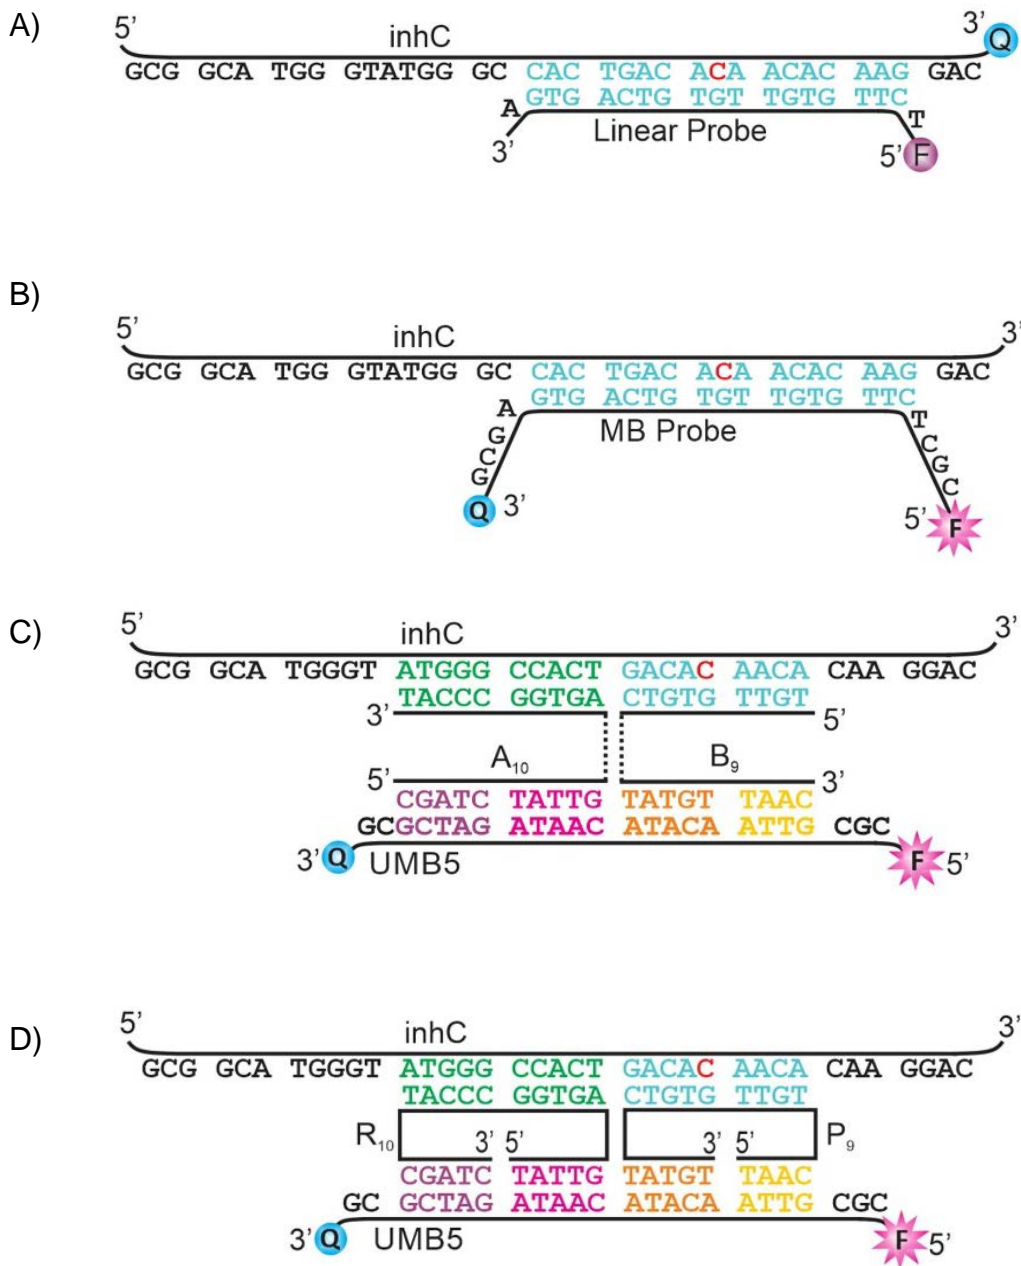 A)
5’ inhC 3’ Q
GCG GCA TGG GTATGG GC CAC TGAC ACA ACAC AAG GAC
A GTG ACTG TGT TGTG TTC T
3’ Linear Probe 5’ F
B)
5’ inhC 3’
GCG GCA TGG GTATGG GC CAC TGAC ACA ACAC AAG GAC
GTG ACTG TGT TGTG TTC
A G C G MB Probe T C G C
Q 3’ 5’ F
C)
5’ inhC 3’
GCG GCA TGGGT ATGGG CCACT GACAC AACA CAA GGAC
TACCC GGTGA CTGTG TTGT
3’ 5’
5’ A10 B9 3’
CGATC TATTG TATGT TAAC
GCGCTAG ATAAC ATACA ATTG CGC
3’ Q UMB5 F 5’
D)
5’ inhC 3’
GCG GCA TGGGT ATGGG CCACT GACAC AACA CAA GGAC
TACCC GGTGA CTGTG TTGT
R10 3’ 5’ 3’ 5’ P9
CGATC TATTG TATGT TAAC
GC GCTAG ATAAC ATACA ATTG CGC
3’ Q UMB5 F 5’